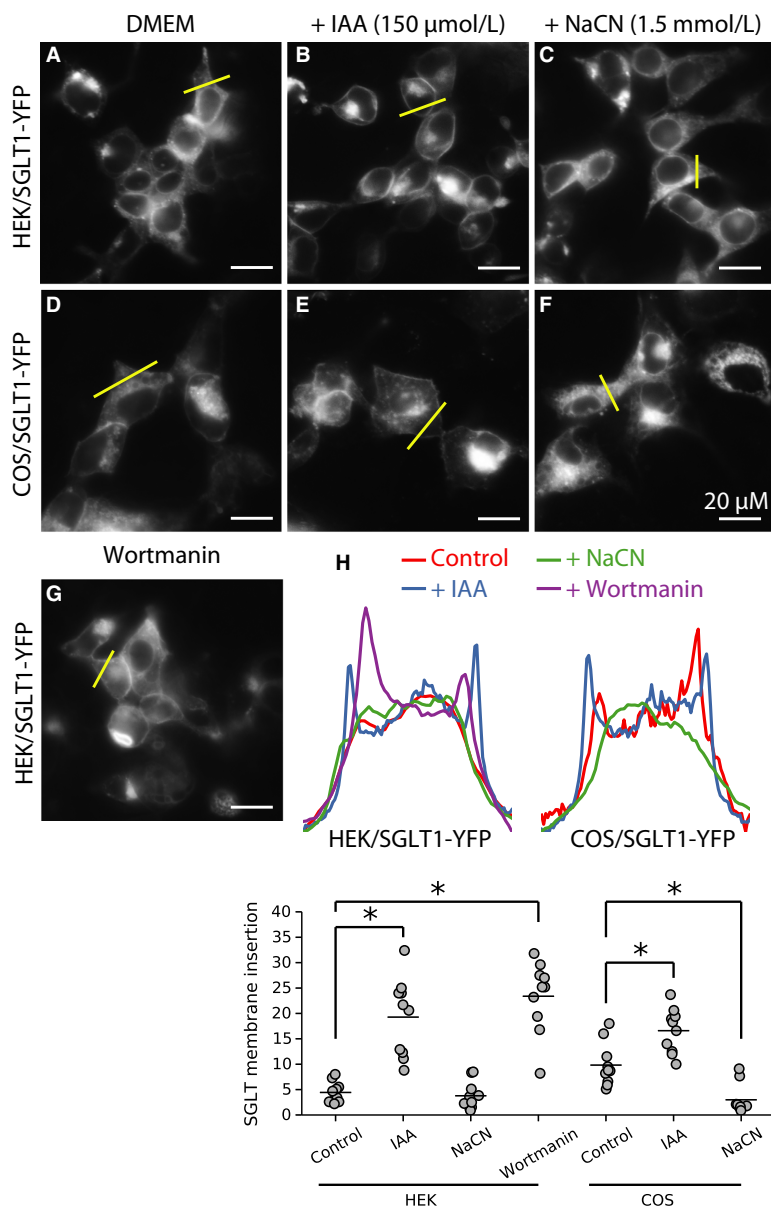 DMEM + IAA (150 µmol/L) + NaCN (1.5 mmol/L)
HEK/SGLT1-YFP
A B C
COS/SGLT1-YFP
D E F
20 µM
Wortmanin
HEK/SGLT1-YFP
G
H
Control + NaCN
+ IAA + Wortmanin
HEK/SGLT1-YFP COS/SGLT1-YFP
SGLT membrane insertion
40
35
30
25
20
15
10
5
0
* * * *
Control IAA NaCN Wortmanin Control IAA NaCN
HEK COS